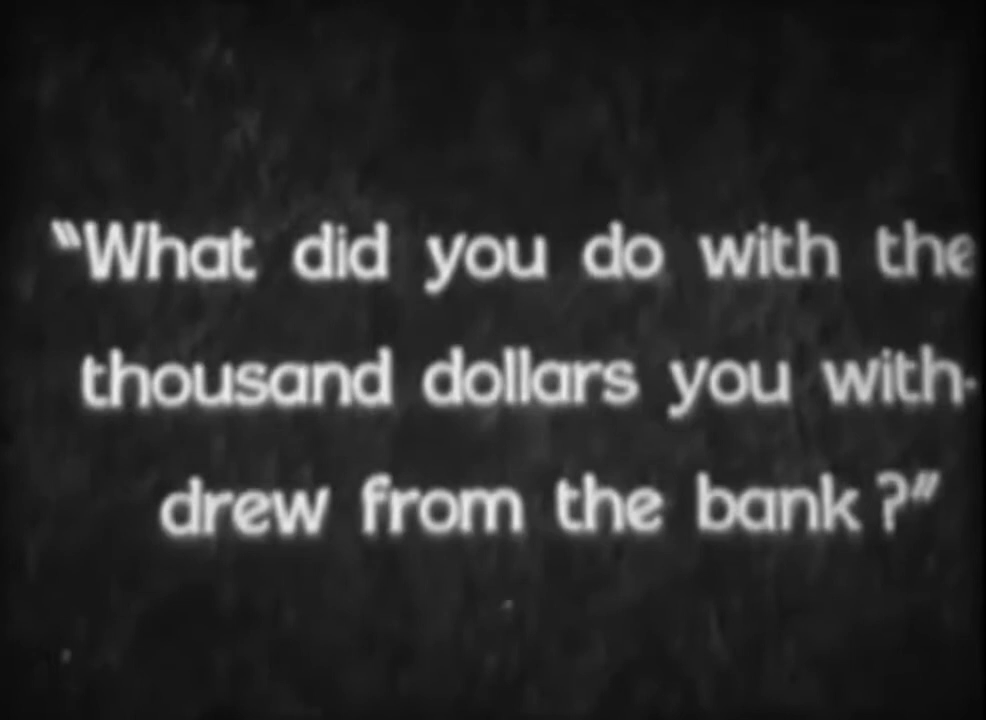 “What did you do with the
thousand dollars you with-
drew from the bank?”